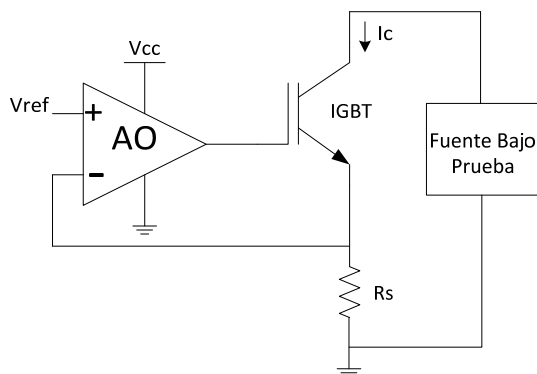 Vcc
Ic
Vref
+
AO
IGBT
Fuente Bajo
Prueba
-
Rs